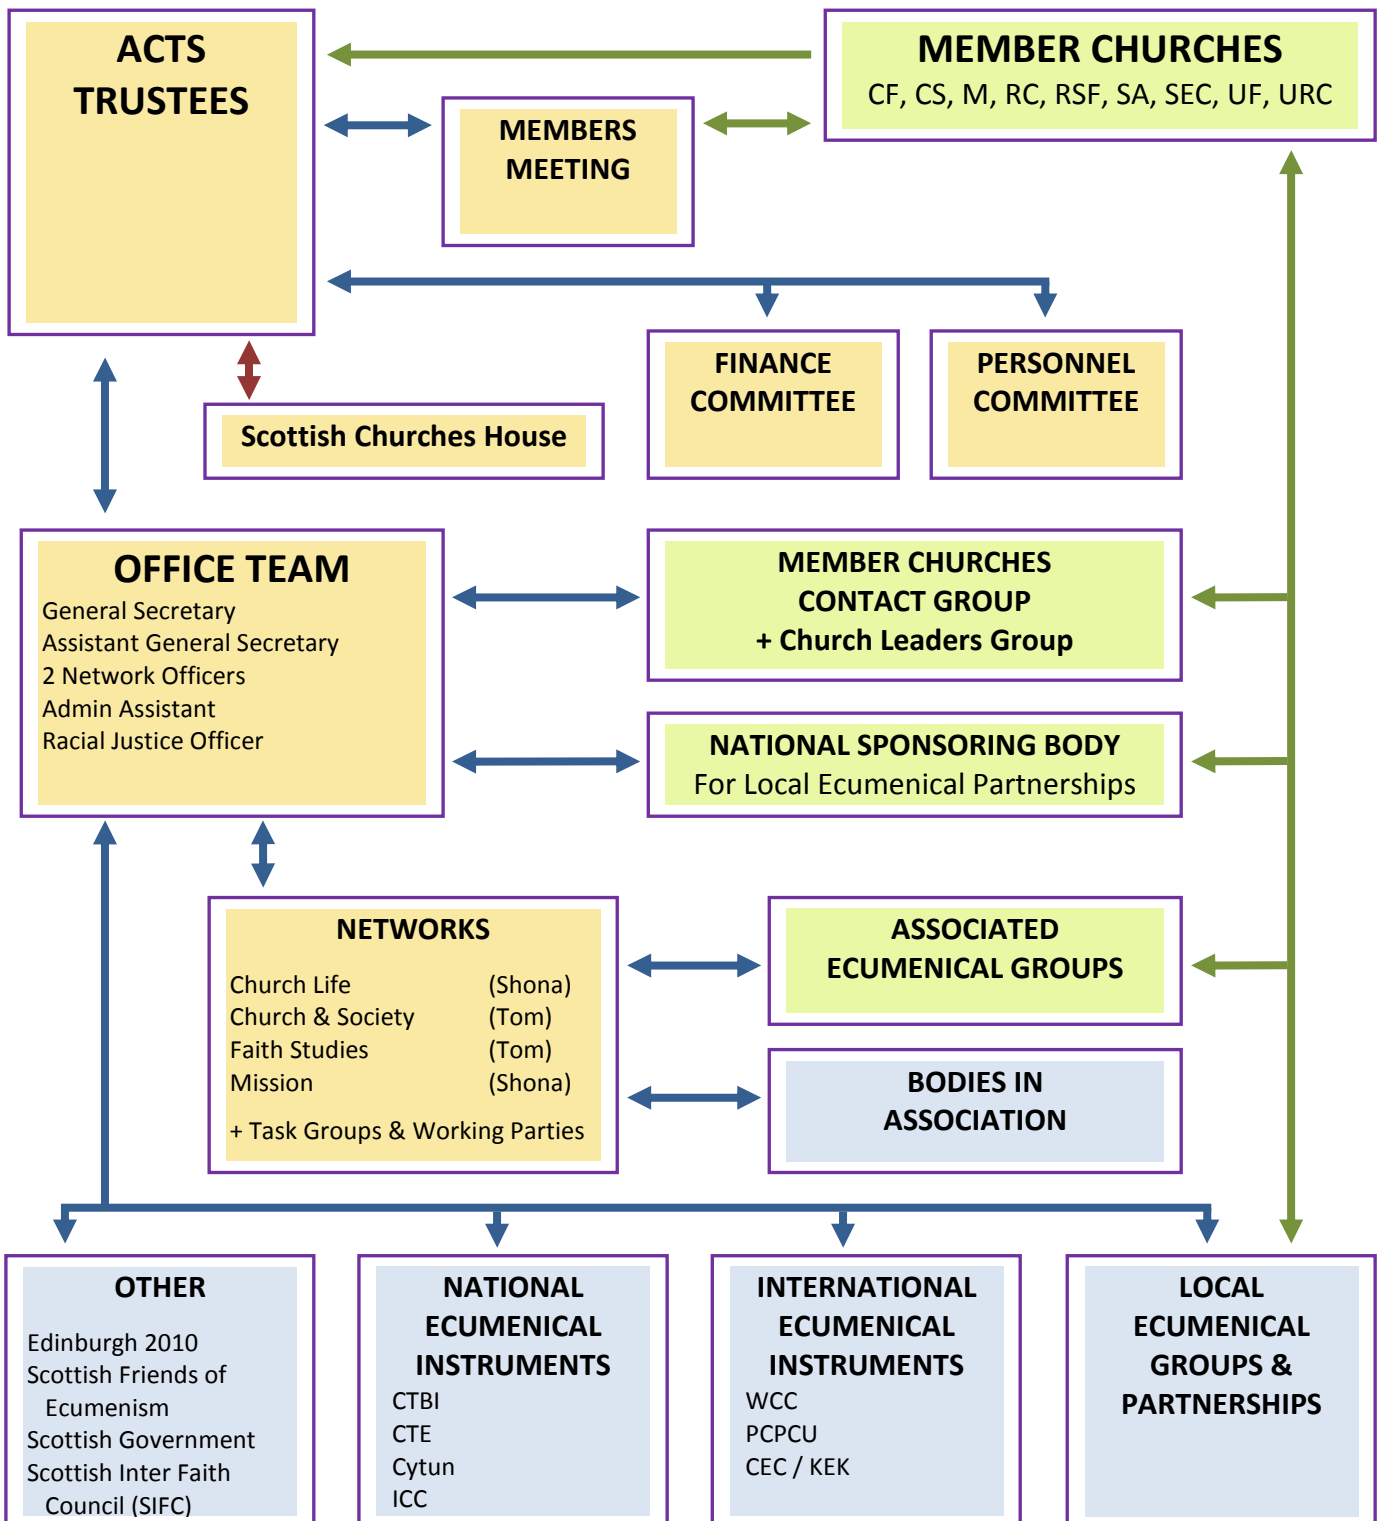 ACTS
TRUSTEES
MEMBER CHURCHES
CF, CS, M, RC, RSF, SA, SEC, UF, URC
MEMBERS
MEETING
FINANCE
COMMITTEE
PERSONNEL
COMMITTEE
Scottish Churches House
OFFICE TEAM
General Secretary
Assistant General Secretary
2 Network Officers
Admin Assistant
Racial Justice Officer
MEMBER CHURCHES
CONTACT GROUP
+ Church Leaders Group
NATIONAL SPONSORING BODY
For Local Ecumenical Partnerships
NETWORKS
Church Life (Shona)
Church & Society (Tom)
Faith Studies (Tom)
Mission (Shona)
+ Task Groups & Working Parties
ASSOCIATED
ECUMENICAL GROUPS
BODIES IN
ASSOCIATION
OTHER
Edinburgh 2010
Scottish Friends of
Ecumenism
Scottish Government
Scottish Inter Faith
Council (SIFC)
NATIONAL
ECUMENICAL
INSTRUMENTS
CTBI
CTE
Cytun
ICC
INTERNATIONAL
ECUMENICAL
INSTRUMENTS
WCC
PCPCU
CEC / KEK
LOCAL
ECUMENICAL
GROUPS &
PARTNERSHIPS